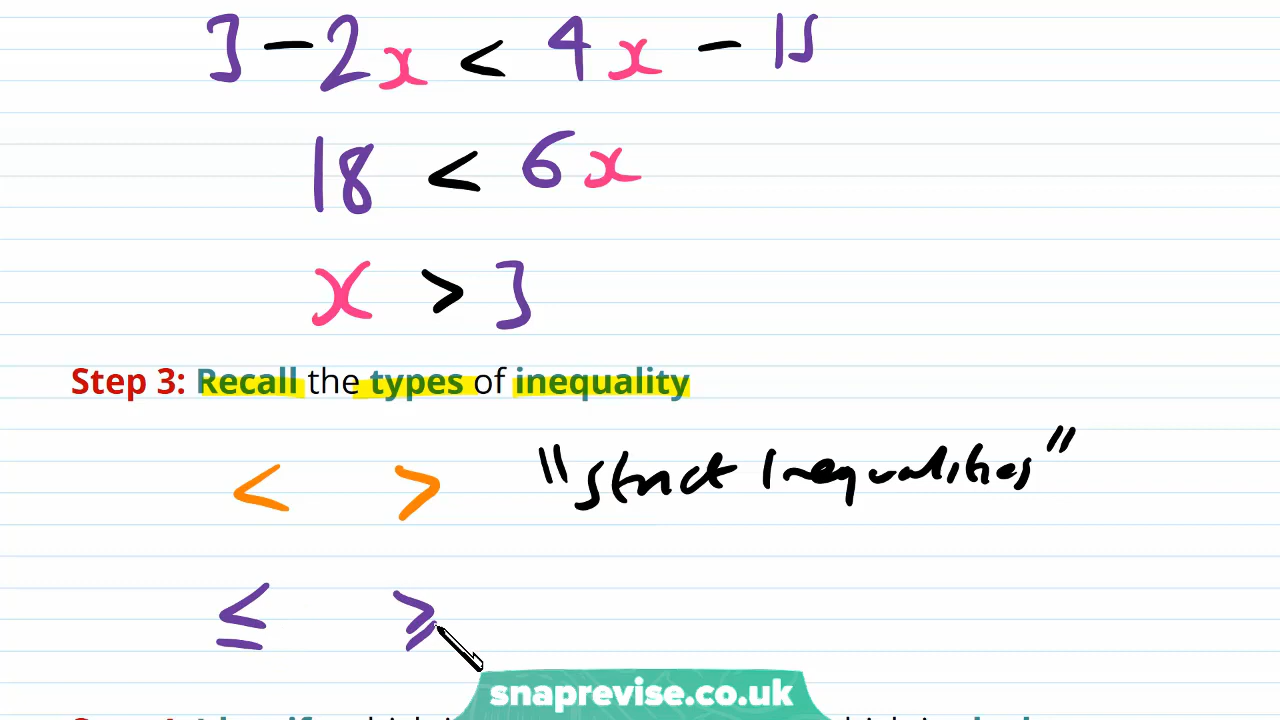 3 - 2x < 4x - 15
18 < 6x
x > 3
Step 3: Recall the types of inequality
< > "Strict Inequalities"
≤ ≥
snaprevise.co.uk